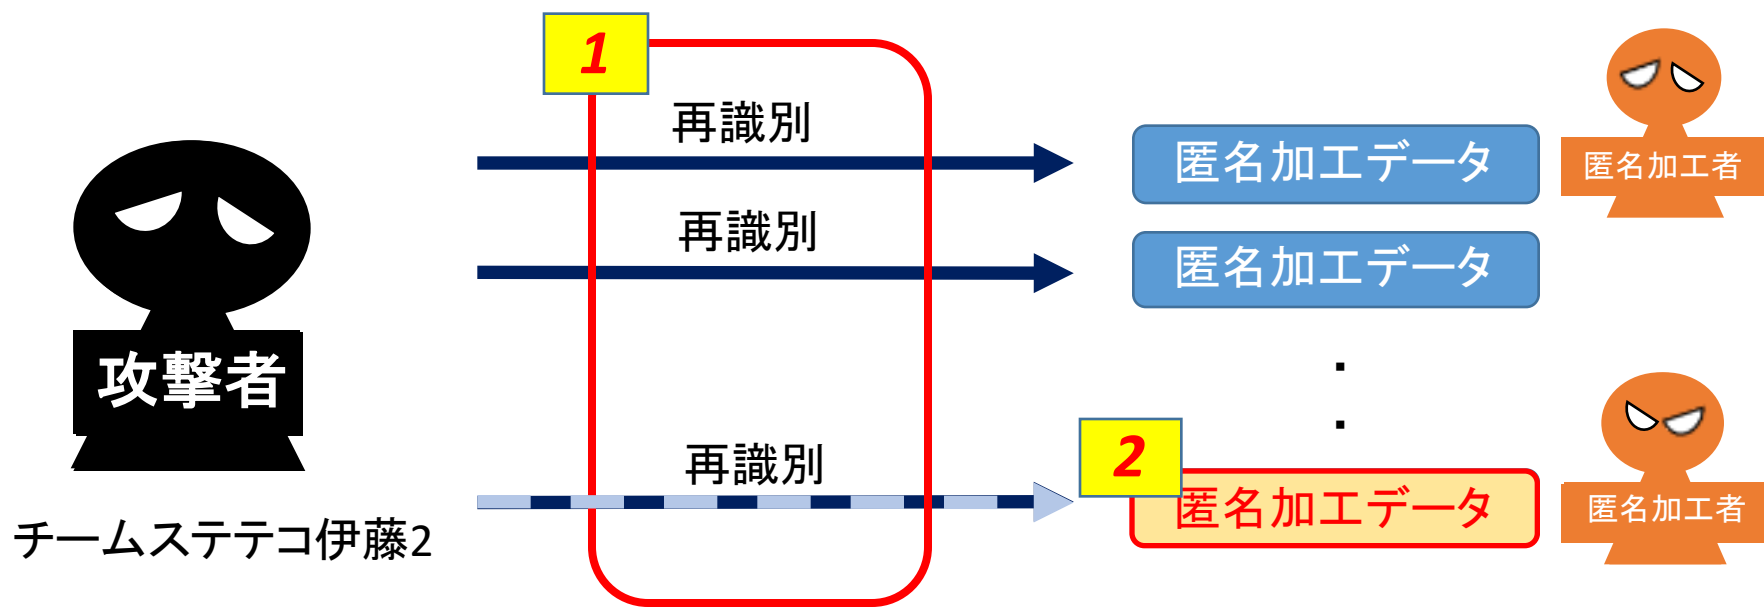 1
再識別
匿名加工データ
匿名加工者
再識別
匿名加工データ
攻撃者
再識別
2
匿名加工データ
匿名加工者
チームステテコ伊藤2